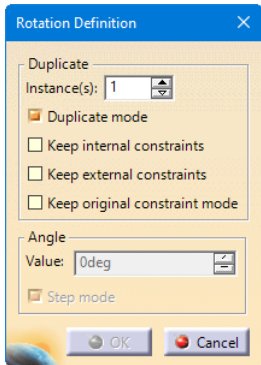 Rotation Definition
Duplicate
Instance(s): 1
Duplicate mode
Keep internal constraints
Keep external constraints
Keep original constraint mode
Angle
Value: 0deg
Step mode
OK Cancel